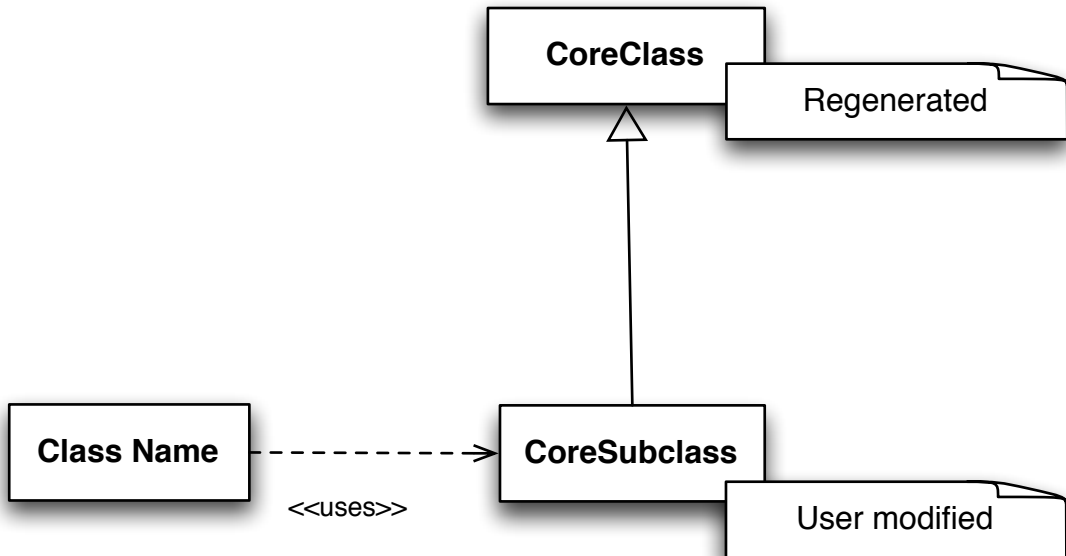 CoreClass
Regenerated
Class Name
CoreSubclass
<<uses>>
User modified